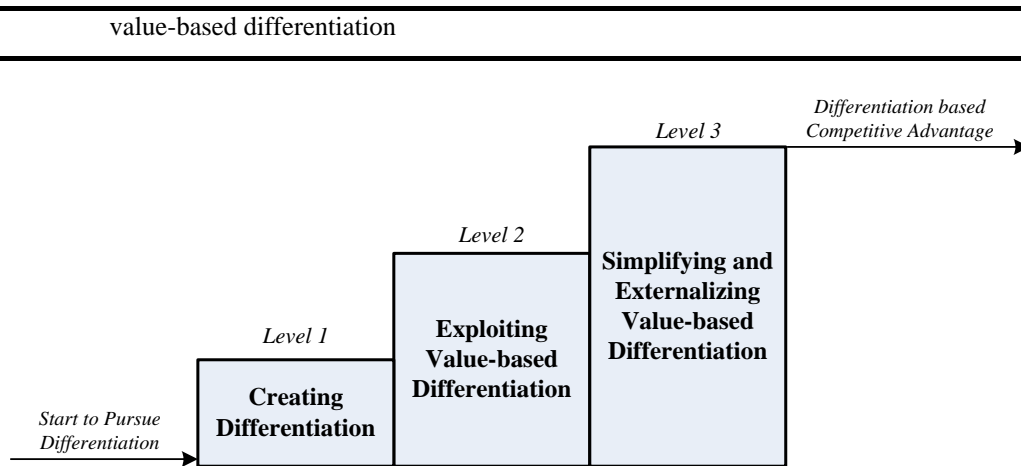 value-based differentiation
Differentiation based
Competitive Advantage
Level 3
Level 2
Simplifying and
Externalizing
Value-based
Differentiation
Level 1
Exploiting
Value-based
Differentiation
Creating
Differentiation
Start to Pursue
Differentiation